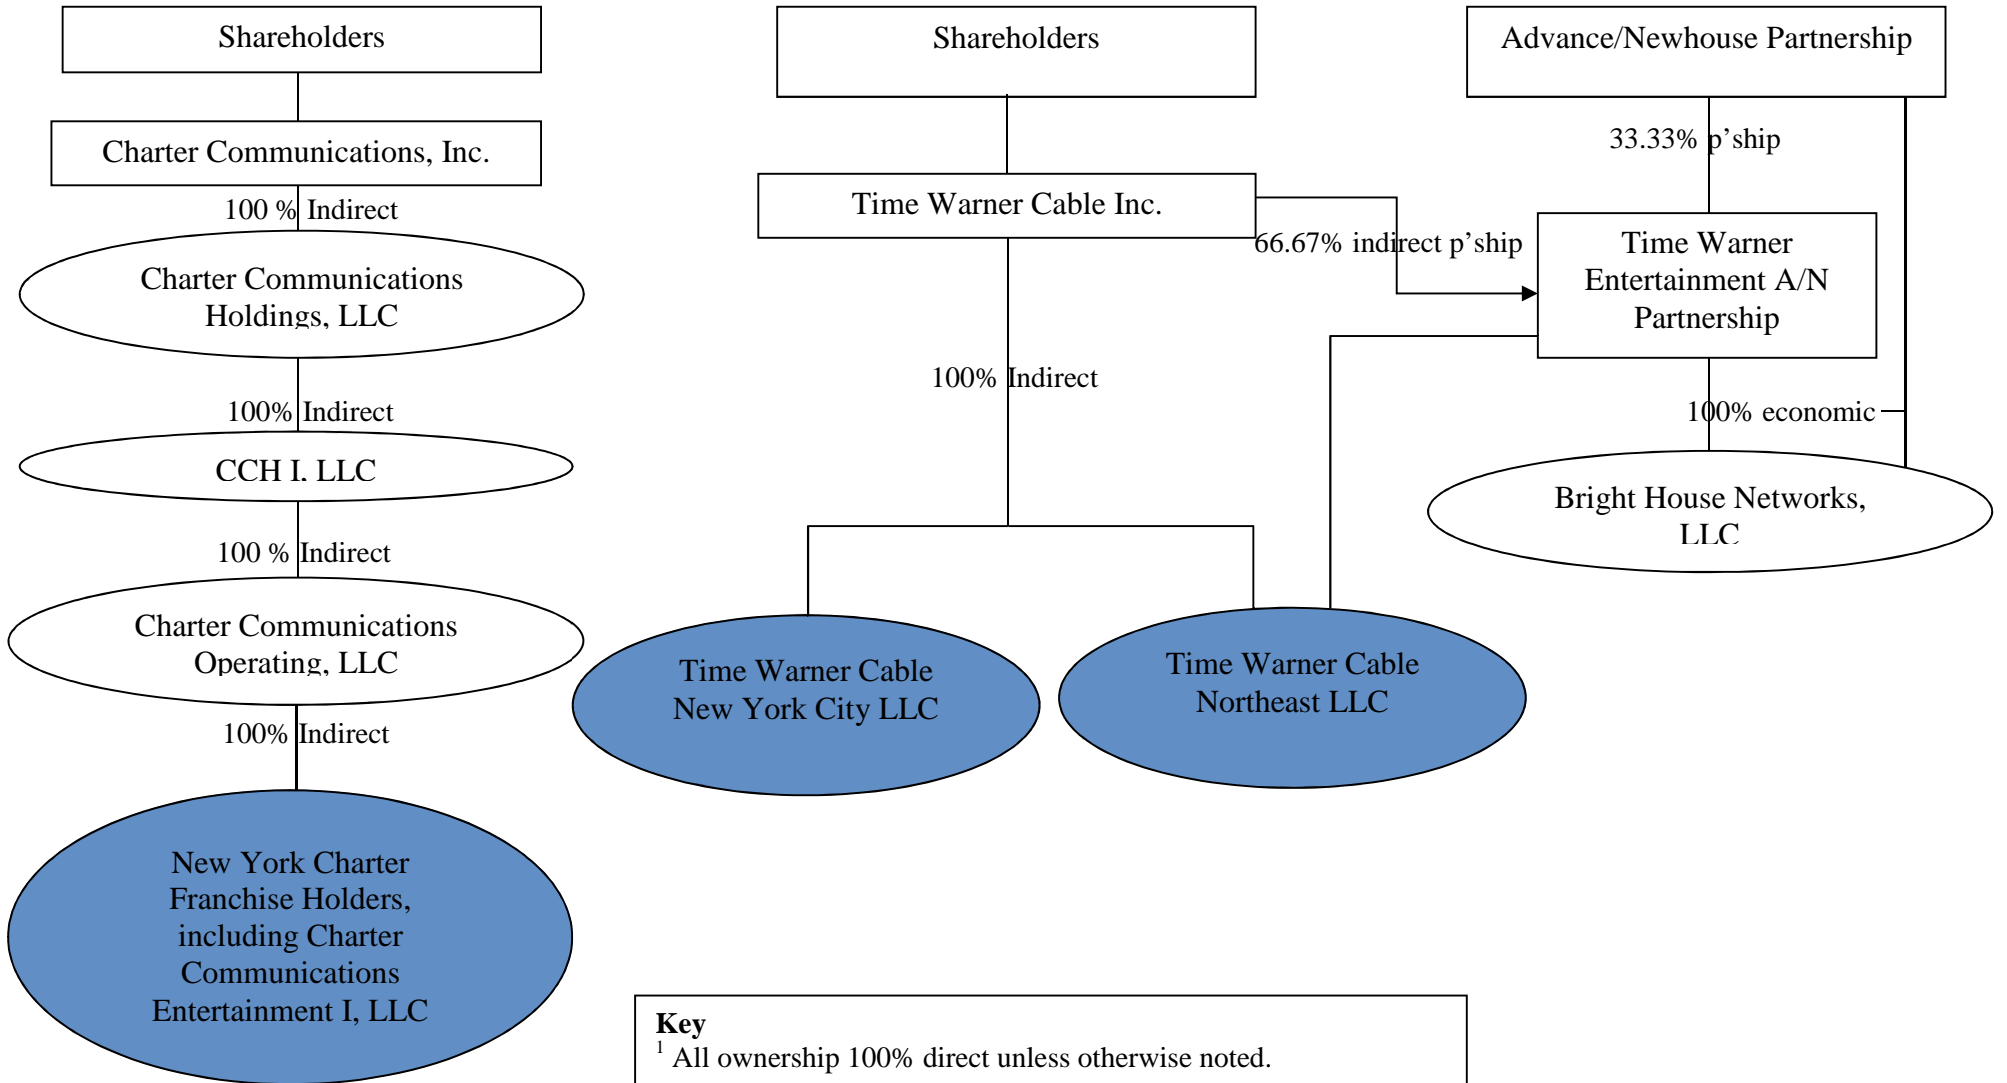 Shareholders
Charter Communications, Inc.
100 % Indirect
Charter Communications
Holdings, LLC
100% Indirect
CCH I, LLC
100 % Indirect
Charter Communications
Operating, LLC
100% Indirect
New York Charter
Franchise Holders,
including Charter
Communications
Entertainment I, LLC
Shareholders
Time Warner Cable Inc.
66.67% indirect p’ship
100% Indirect
Time Warner Cable
New York City LLC
Time Warner Cable
Northeast LLC
Advance/Newhouse Partnership
33.33% p’ship
Time Warner
Entertainment A/N
Partnership
100% economic
Bright House Networks,
LLC
Key
1 All ownership 100% direct unless otherwise noted.